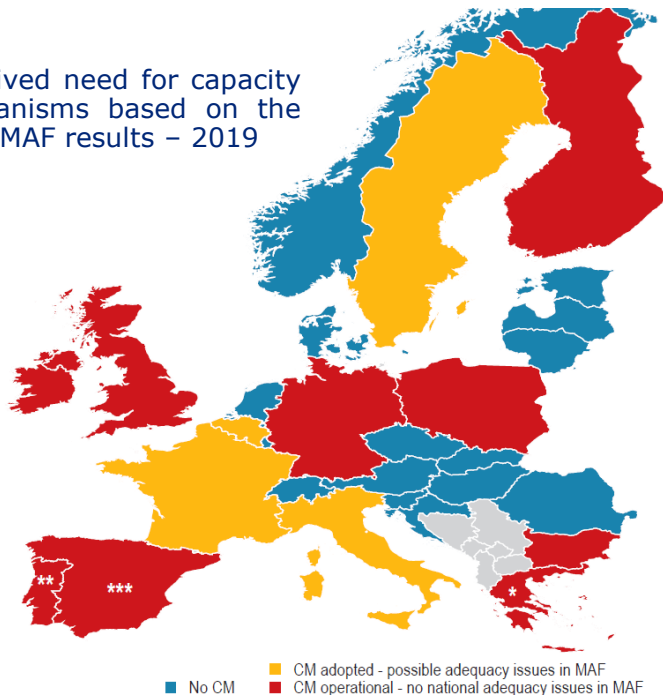 ived need for capacity
anisms based on the
MAF results – 2019
**
***
*
CM adopted - possible adequacy issues in MAF
No CM
CM operational - no national adequacy issues in MAF